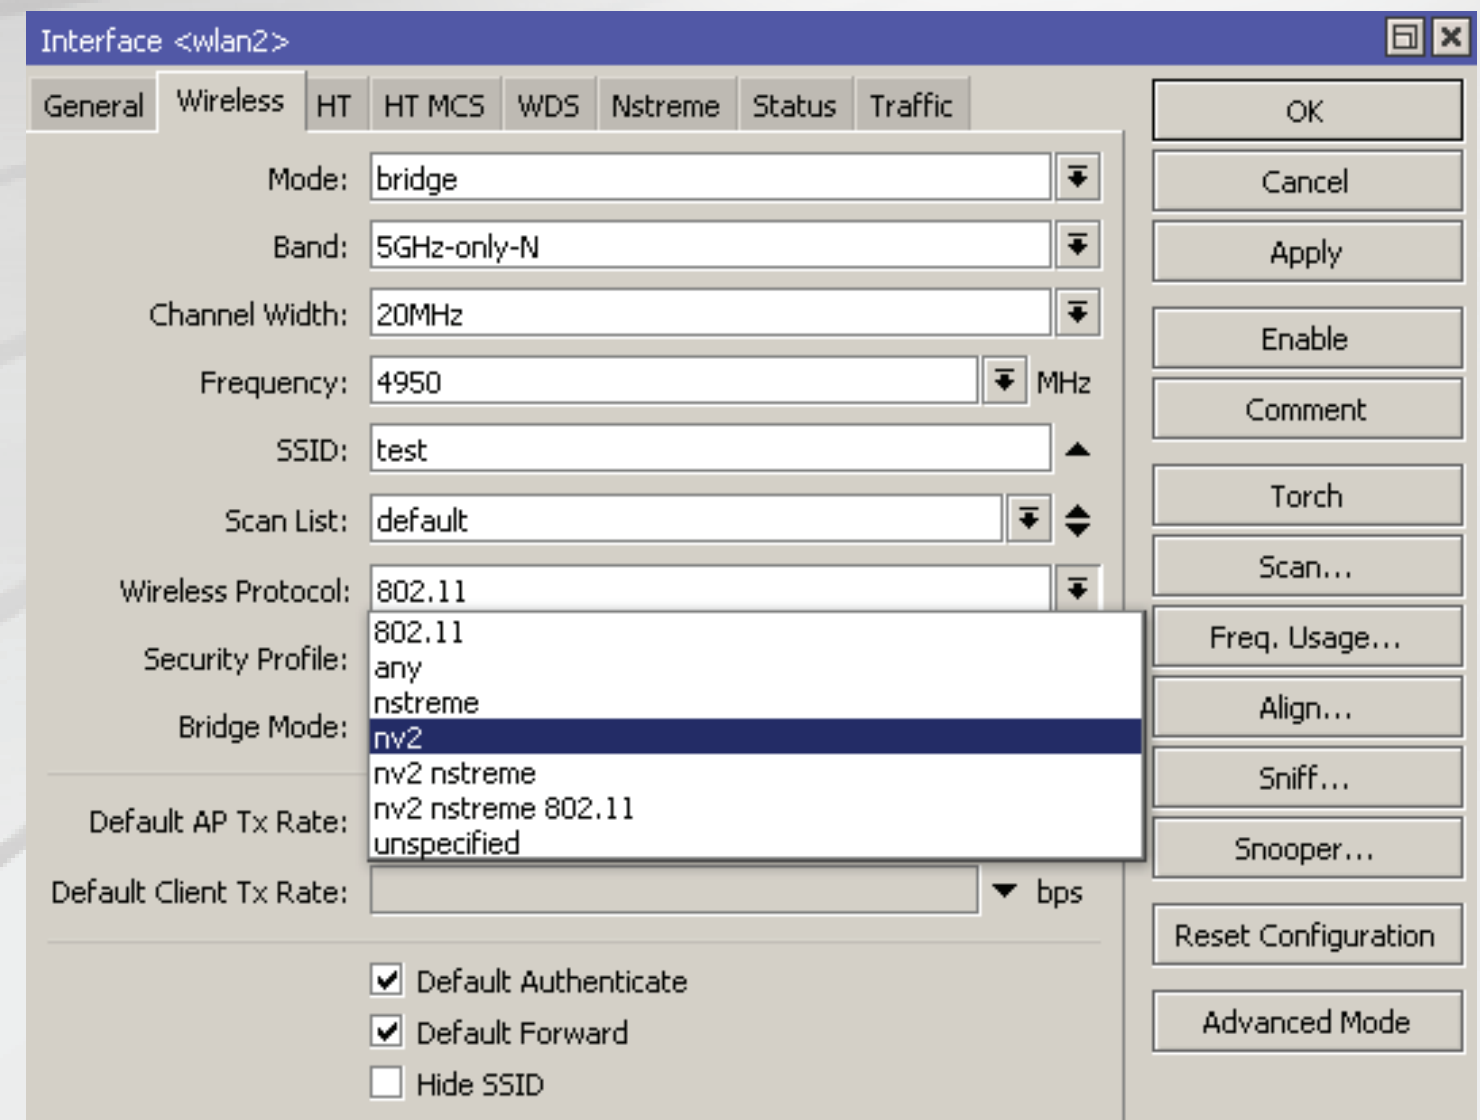 Interface <wlan2>
General Wireless HT HT MCS WDS Nstreme Status Traffic
Mode: bridge
Band: 5GHz-only-N
Channel Width: 20MHz
Frequency: 4950 MHz
SSID: test
Scan List: default
Wireless Protocol: 802.11
802.11
any
nstreme
nv2
nv2 nstreme
nv2 nstreme 802.11
unspecified
Security Profile:
Bridge Mode:
Default AP Tx Rate:
Default Client Tx Rate: bps
Default Authenticate
Default Forward
Hide SSID
OK
Cancel
Apply
Enable
Comment
Torch
Scan...
Freq. Usage...
Align...
Sniff...
Snooper...
Reset Configuration
Advanced Mode